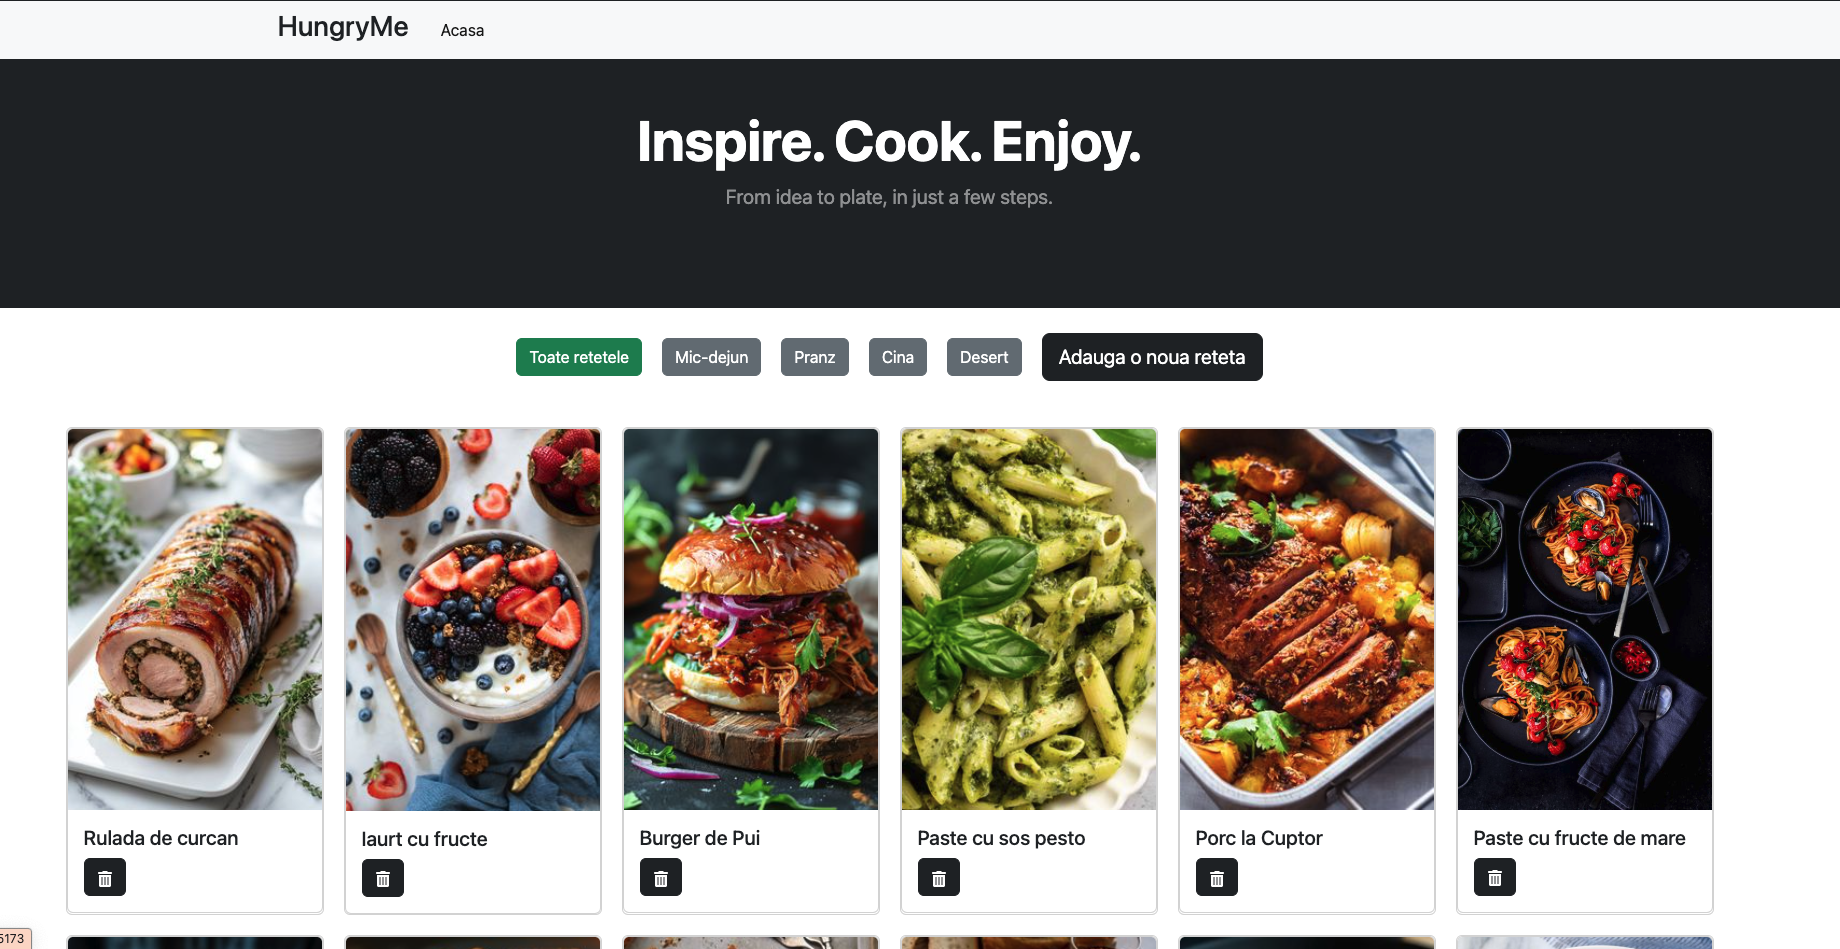 HungryMe
Acasa
Inspire. Cook. Enjoy.
From idea to plate, in just a few steps.
Toate retetele
Mic-dejun
Pranz
Cina
Desert
Adauga o noua reteta
Rulada de curcan
Iaurt cu fructe
Burger de Pui
Paste cu sos pesto
Porc la Cuptor
Paste cu fructe de mare
5173